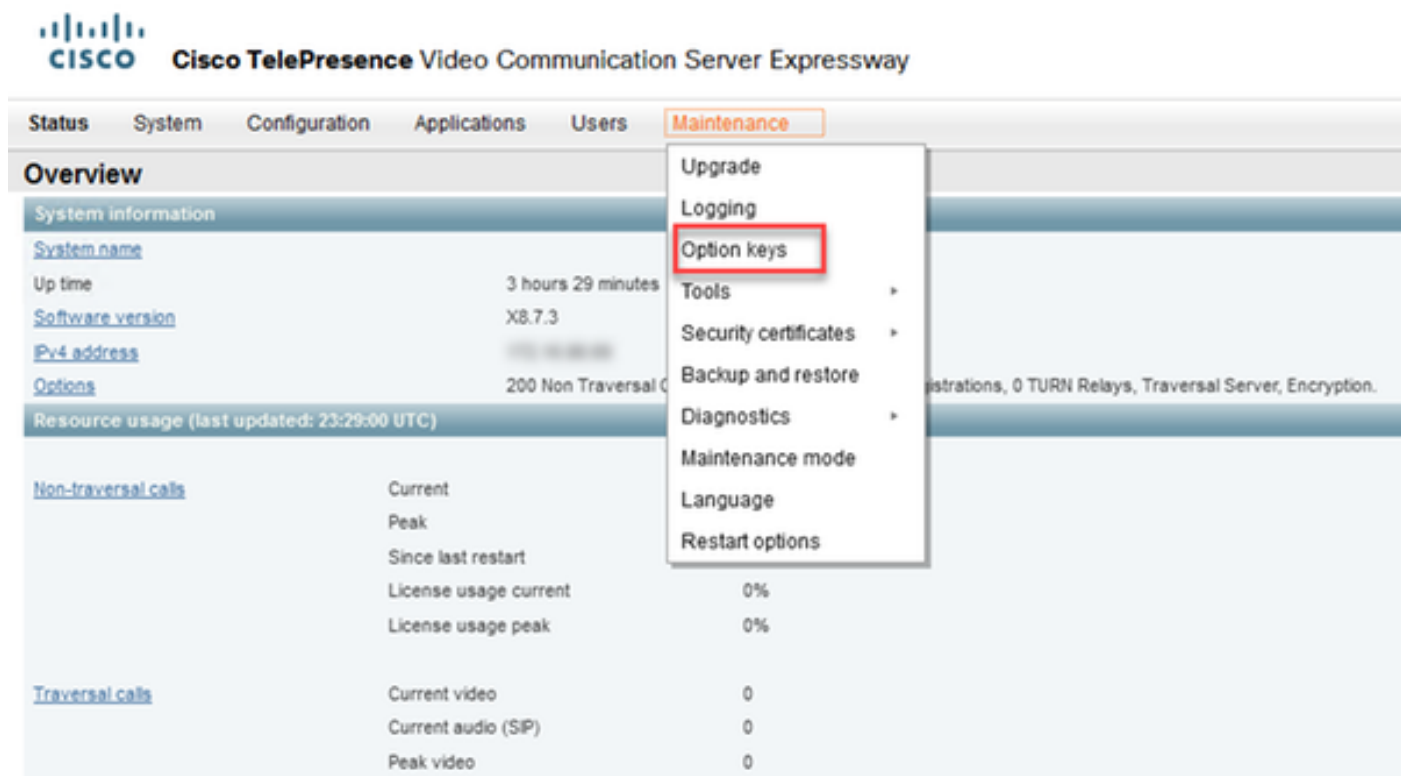 CISCO Cisco TelePresence Video Communication Server Expressway
Status System Configuration Applications Users Maintenance
Overview
Upgrade
Logging
Option keys
Tools
Security certificates
Backup and restore
Diagnostics
Maintenance mode
Language
Restart options
System information
System name
Up time 3 hours 29 minutes
Software version X8.7.3
IPv4 address
Options 200 Non Traversal gistrations, 0 TURN Relays, Traversal Server, Encryption.
Resource usage (last updated: 23:29:00 UTC)
Non-traversal calls Current
Peak
Since last restart
License usage current 0%
License usage peak 0%
Traversal calls Current video 0
Current audio (SIP) 0
Peak video 0